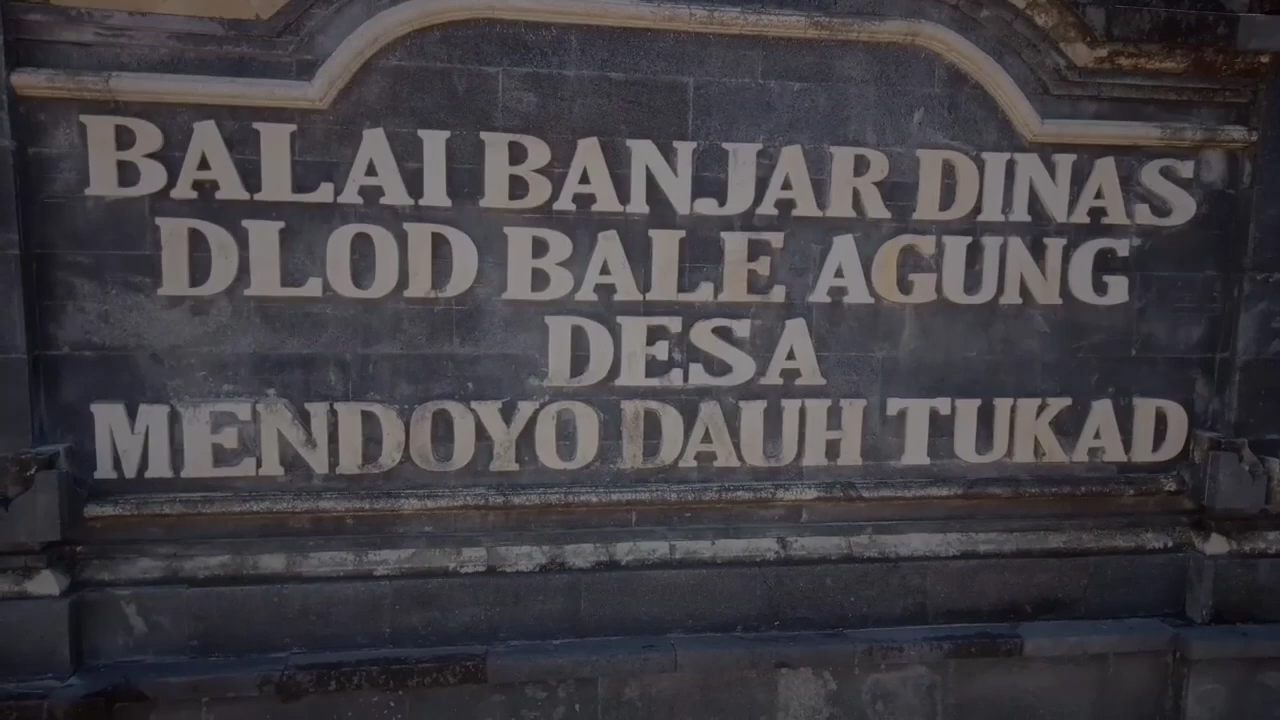 BALAI BANJAR DINAS
DLOD BALE AGUNG
DESA
MENDOYO DAUH TUKAD